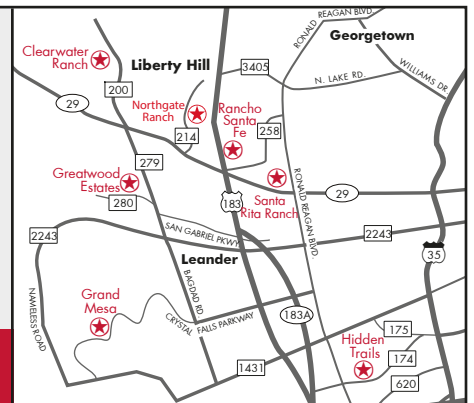 RONALD REAGAN BLVD.
Georgetown
Clearwater
Ranch
Liberty Hill
3405
N. LAKE RD.
WILLIAMS DR.
200
29
Northgate
Ranch
Rancho
Santa
Fe
214
258
279
Greatwood
Estates
280
Santa
Rita Ranch
183
29
RONALD REAGAN BLVD.
2243
SAN GABRIEL PKWY.
2243
35
Leander
NAMELESS ROAD
BAGDAD RD.
Grand
Mesa
CRYSTAL FALLS PARKWAY
183A
175
Hidden
Trails
174
1431
620